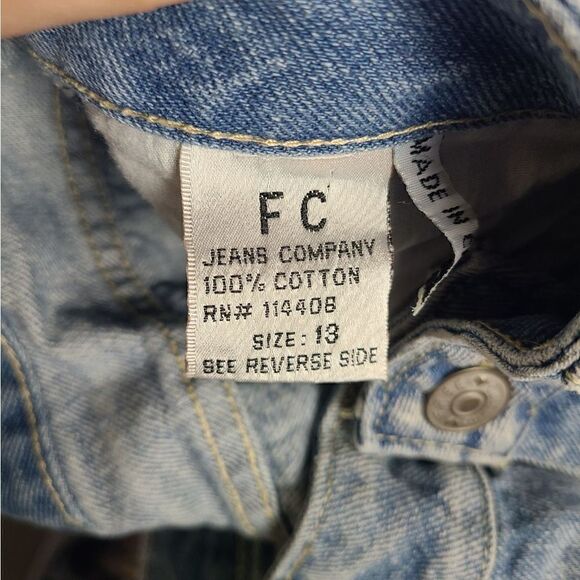 FC
JEANS COMPANY
100% COTTON
RN# 114408
SIZE: 13
SEE REVERSE SIDE
MADE IN